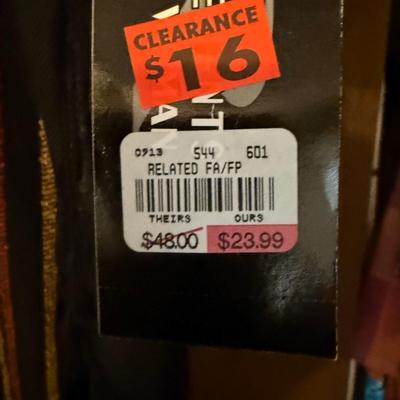 CLEARANCE
$16
0913 544 601
RELATED FA/FP
THEIRS OURS
$48.00 $23.99